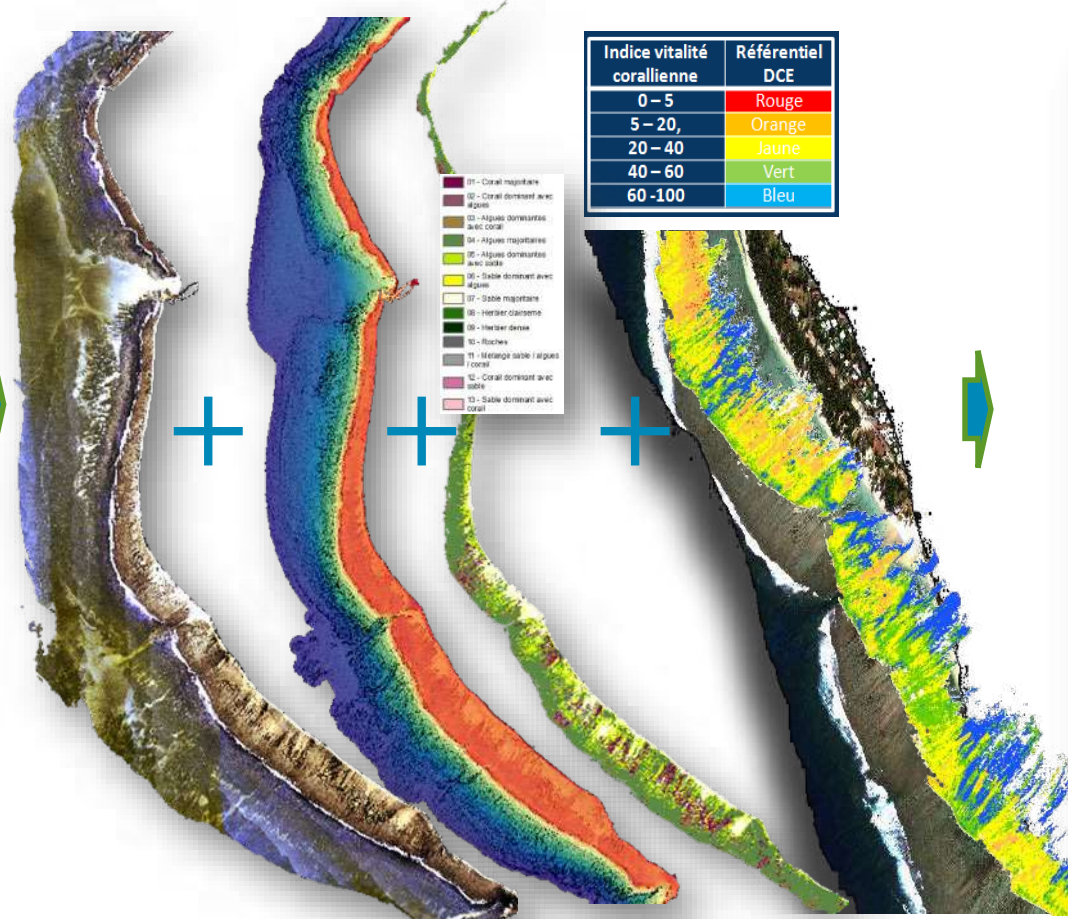 Indice vitalité corallienne Référentiel DCE
0 – 5 Rouge
5 – 20, Orange
20 – 40 Jaune
40 – 60 Vert
60 -100 Bleu
01 - Corail majoritaire
02 - Corail dominant avec
algues
03 - Algues dominantes
avec corail
04 - Algues majoritaires
05 - Algues dominantes
avec sable
06 - Sable dominant avec
algues
07 - Sable majoritaire
08 - Herbier clairsemé
09 - Herbier dense
10 - Roches
11 - Mélange sable / algues
/ corail
12 - Corail dominant avec
sable
13 - Sable dominant avec
corail